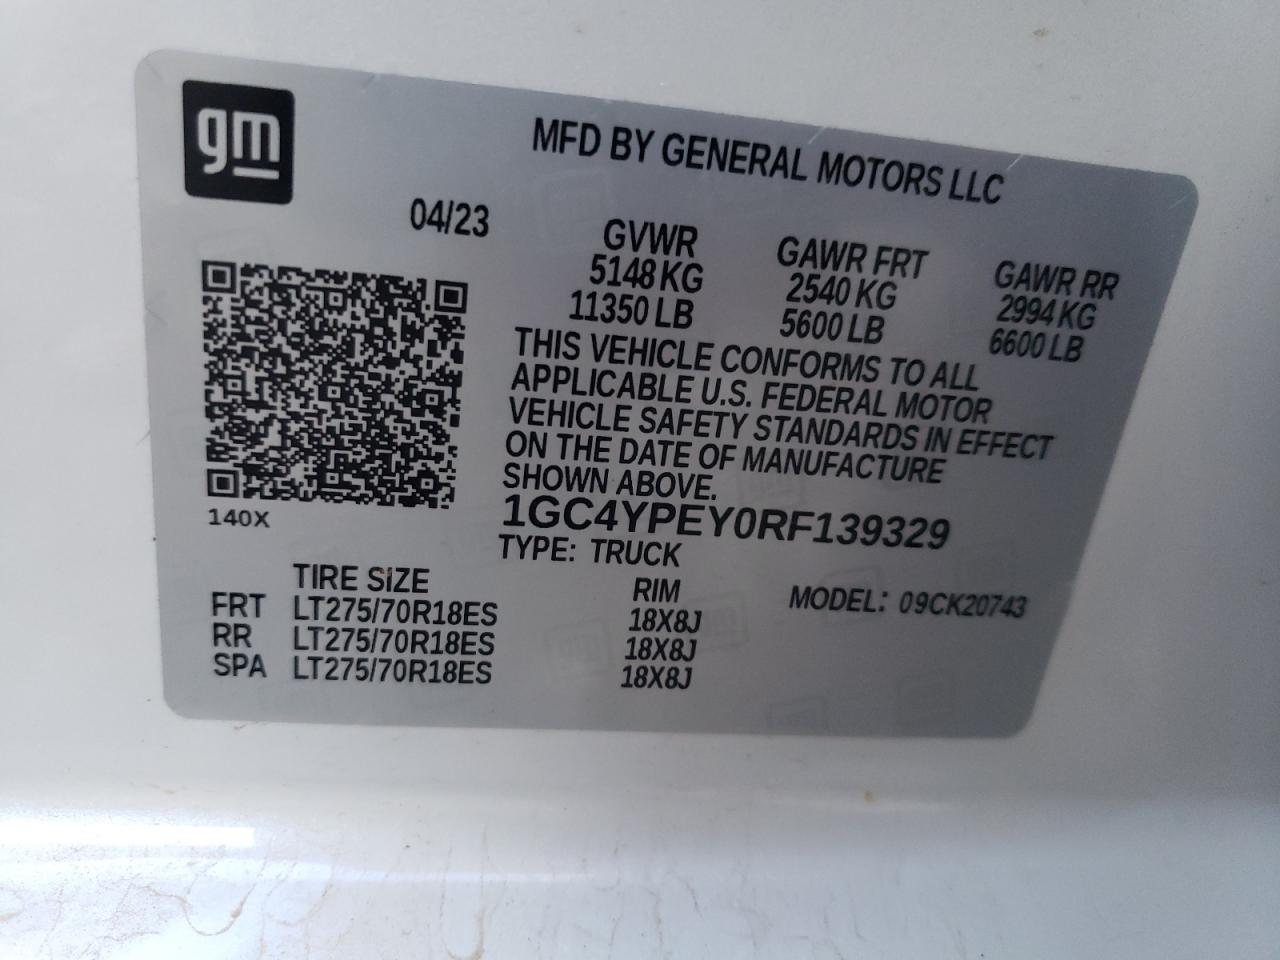 gm
MFD BY GENERAL MOTORS LLC
04/23
GVWR GAWR FRT GAWR RR
5148 KG 2540 KG 2994 KG
11350 LB 5600 LB 6600 LB
THIS VEHICLE CONFORMS TO ALL
APPLICABLE U.S. FEDERAL MOTOR
VEHICLE SAFETY STANDARDS IN EFFECT
ON THE DATE OF MANUFACTURE
SHOWN ABOVE.
140X
1GC4YPEY0RF139329
TYPE: TRUCK
TIRE SIZE RIM MODEL: 09CK20743
FRT LT275/70R18ES 18X8J
RR LT275/70R18ES 18X8J
SPA LT275/70R18ES 18X8J